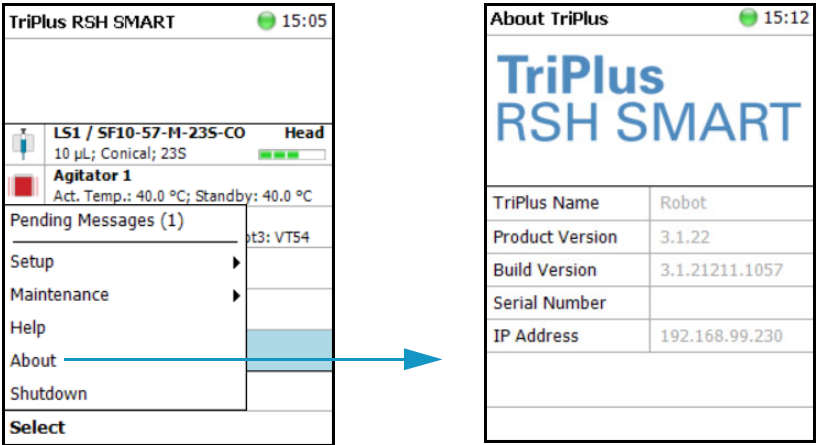 TriPlus RSH SMART 15:05
LS1 / SF10-57-M-23S-CO Head
10 µL; Conical; 23S
Agitator 1
Act. Temp.: 40.0 °C; Standby: 40.0 °C
Pending Messages (1)
ot3: VT54
Setup
Maintenance
Help
About
Shutdown
Select
About TriPlus 15:12
TriPlus
RSH SMART
TriPlus Name Robot
Product Version 3.1.22
Build Version 3.1.21211.1057
Serial Number
IP Address 192.168.99.230